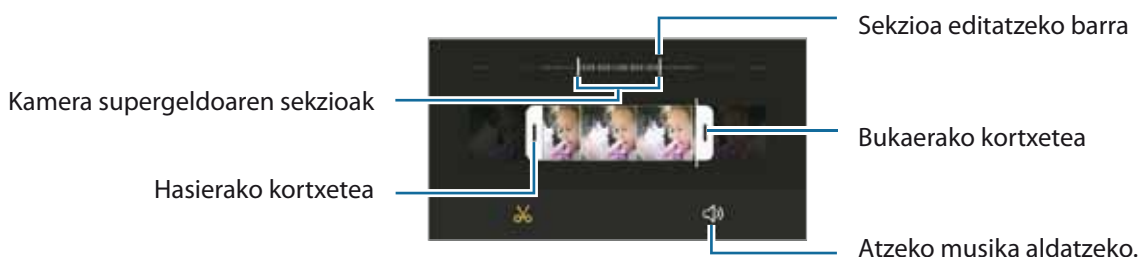 Sekzioa editatzeko barra
Kamera supergeldoaren sekzioak
Bukaerako kortxetea
Hasierako kortxetea
Atzeko musika aldatzeko.